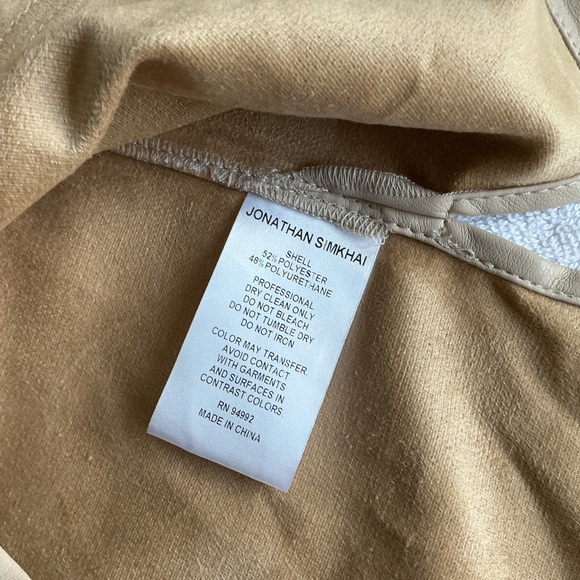 JONATHAN SIMKHAI
SHELL
52% POLYESTER
48% POLYURETHANE
PROFESSIONAL
DRY CLEAN ONLY
DO NOT BLEACH
DO NOT TUMBLE DRY
DO NOT IRON
COLOR MAY TRANSFER
AVOID CONTACT
WITH GARMENTS
AND SURFACES IN
CONTRAST COLORS.
RN 94992
MADE IN CHINA